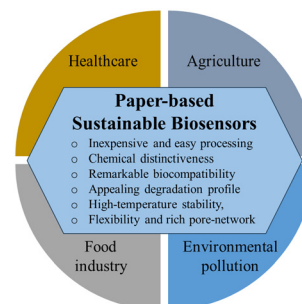 Healthcare
Agriculture
Paper-based
Sustainable Biosensors
○ Inexpensive and easy processing
○ Chemical distinctiveness
○ Remarkable biocompatibility
○ Appealing degradation profile
○ High-temperature stability,
○ Flexibility and rich pore-network
Food
industry
Environmental
pollution